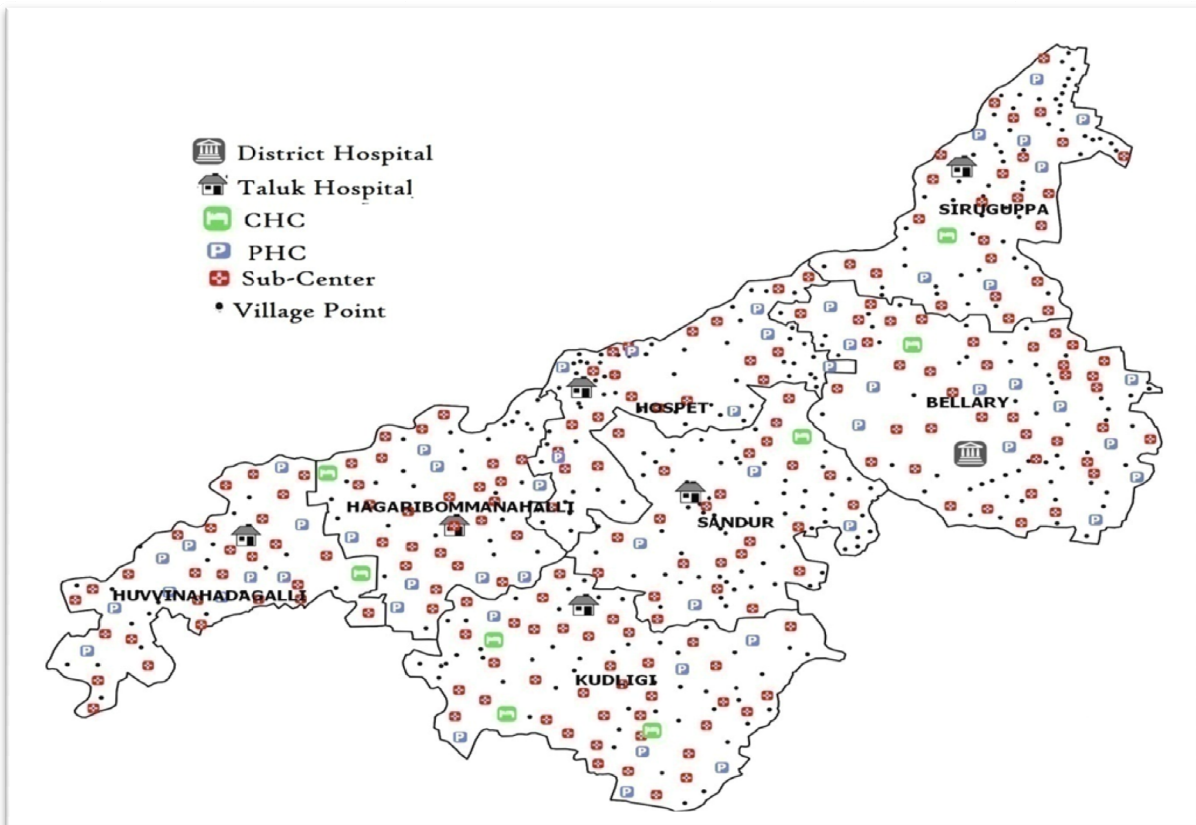 District Hospital
Taluk Hospital
CHC
P PHC
Sub-Center
Village Point
SIRUGUPPA
BELLARY
HOSPET
HAGARIBOMMANAHALLI
SANDUR
HUVVINAHADAGALLI
KUDLIGI